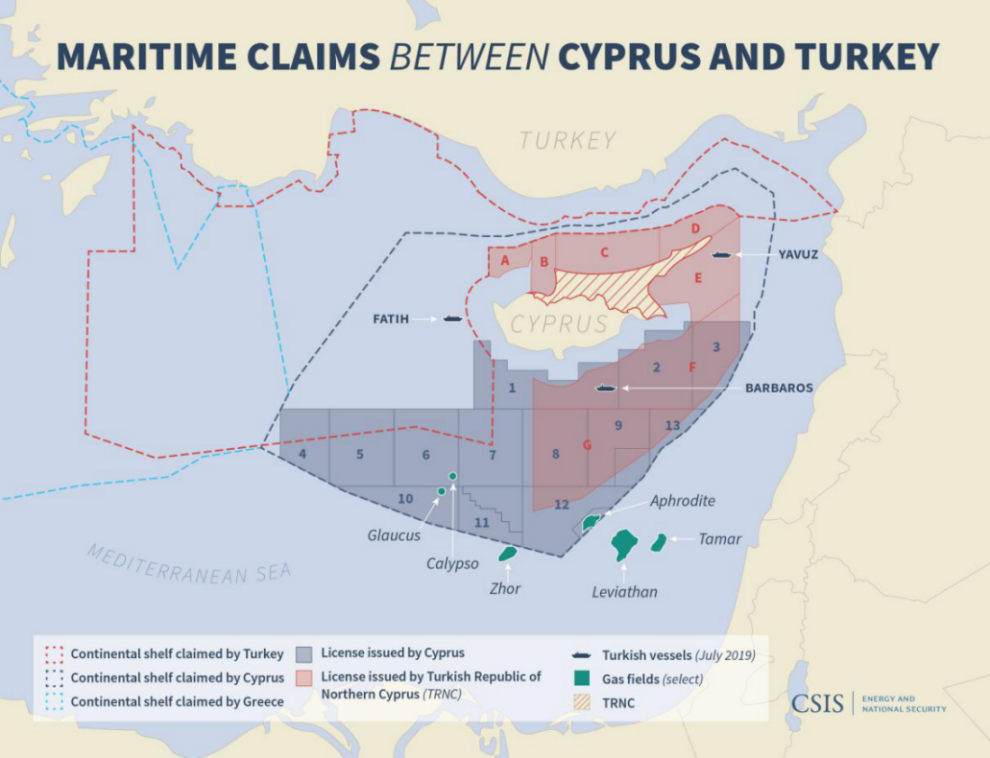 MARITIME CLAIMS BETWEEN CYPRUS AND TURKEY
TURKEY
D
C
A
B
E
YAVUZ
FATIH
CYPRUS
3
2
F
1
BARBAROS
9
13
G
4
5
6
7
8
10
12
11
Aphrodite
Glaucus
Tamar
Calypso
MEDITERRANEAN SEA
Zhor
Leviathan
Continental shelf claimed by Turkey
Continental shelf claimed by Cyprus
Continental shelf claimed by Greece
License issued by Cyprus
License issued by Turkish Republic of
Northern Cyprus (TRNC)
Turkish vessels (July 2019)
Gas fields (select)
TRNC
CSIS
ENERGY AND
NATIONAL SECURITY